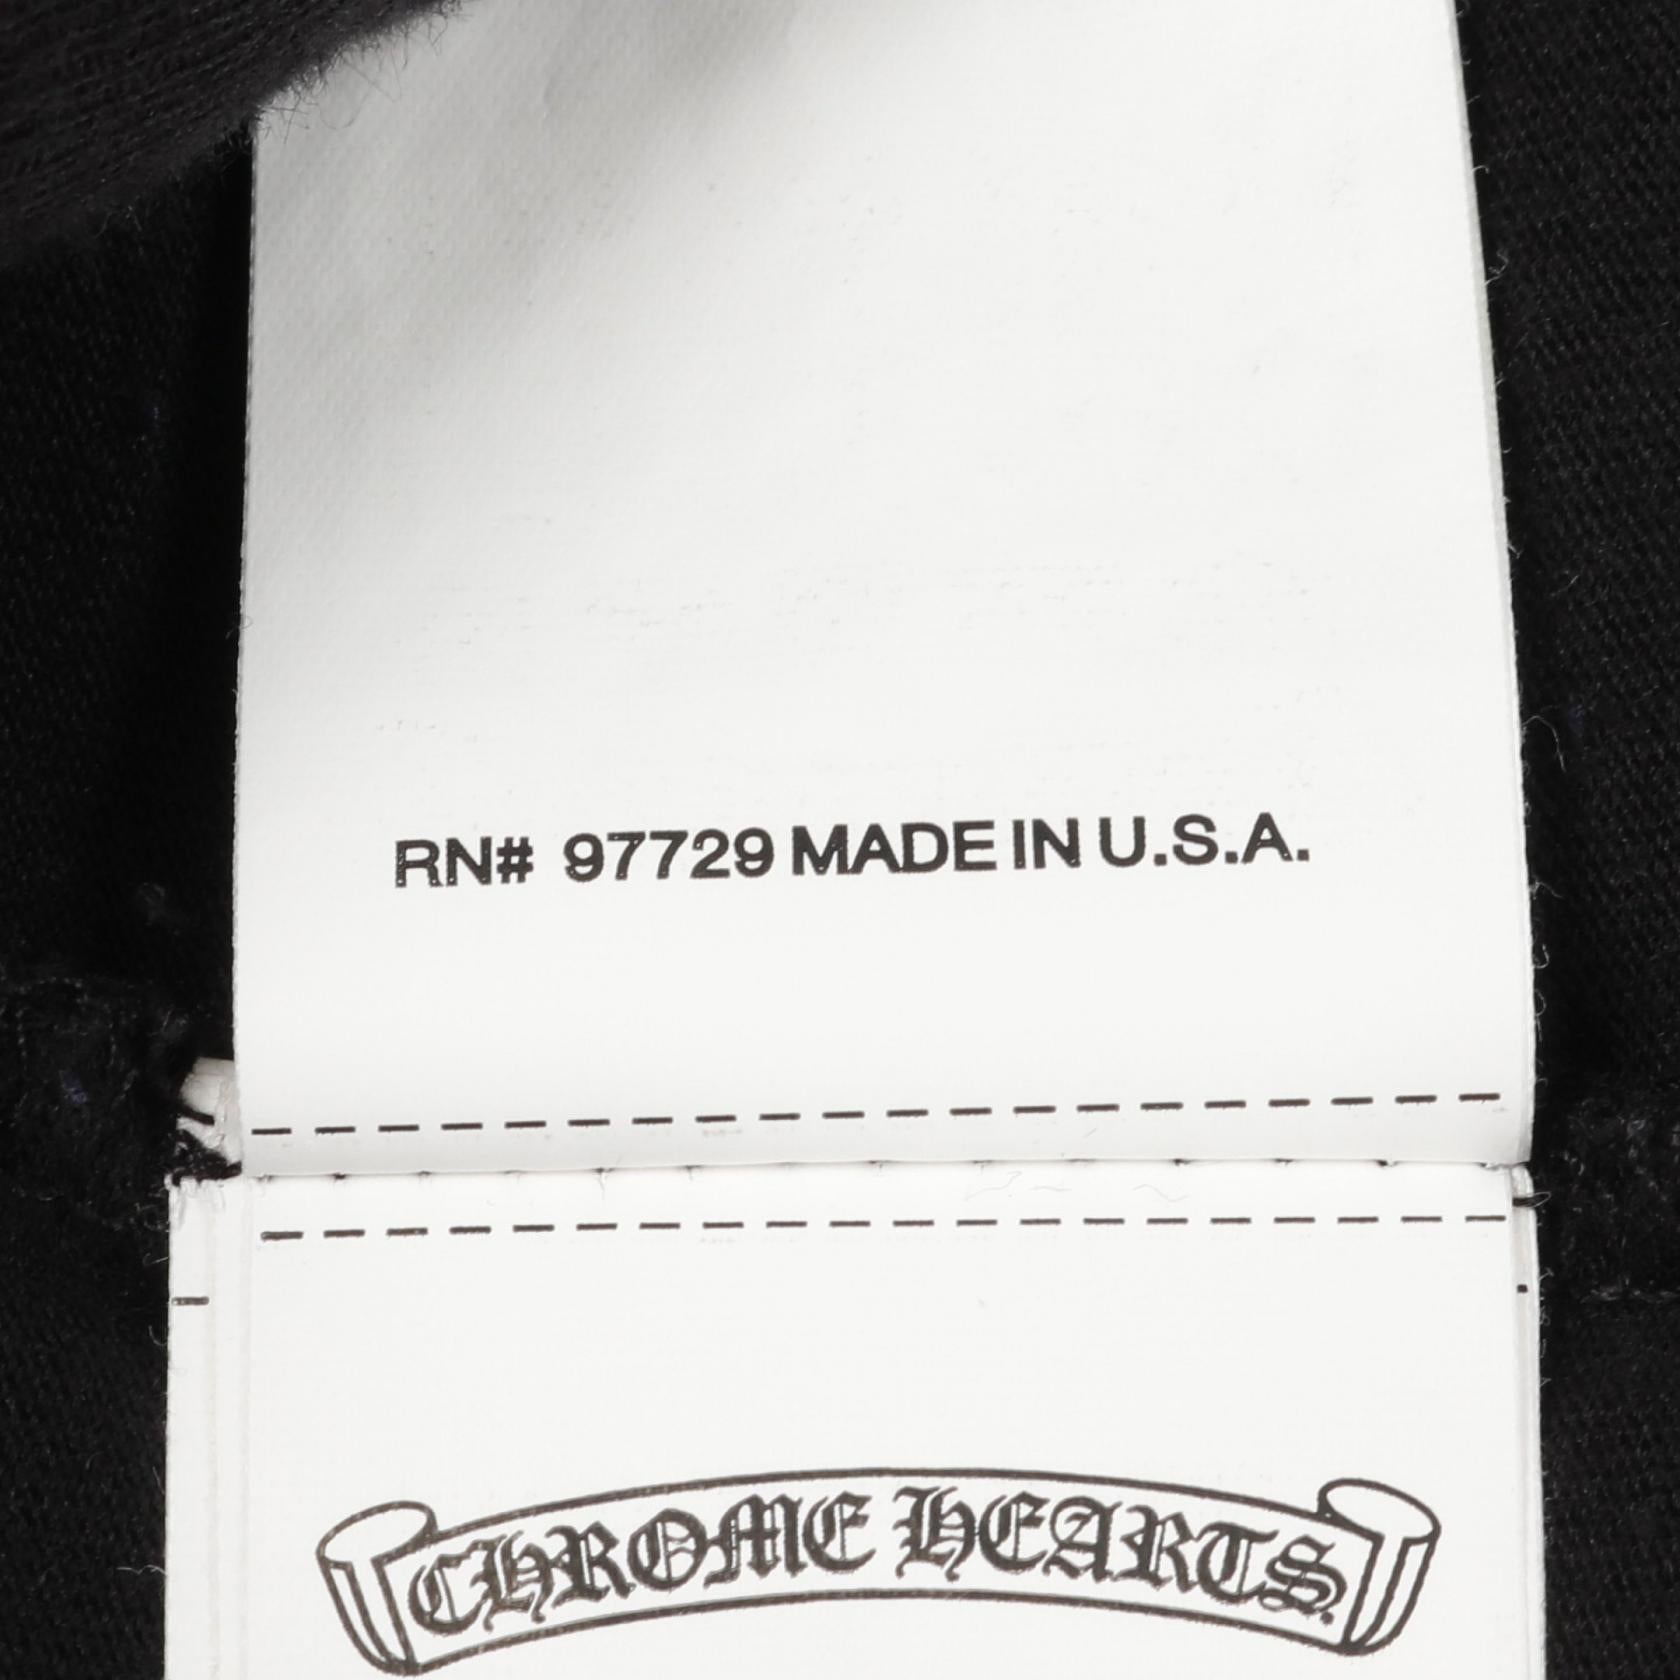 RN# 97729 MADE IN U.S.A.
CHROME HEARTS